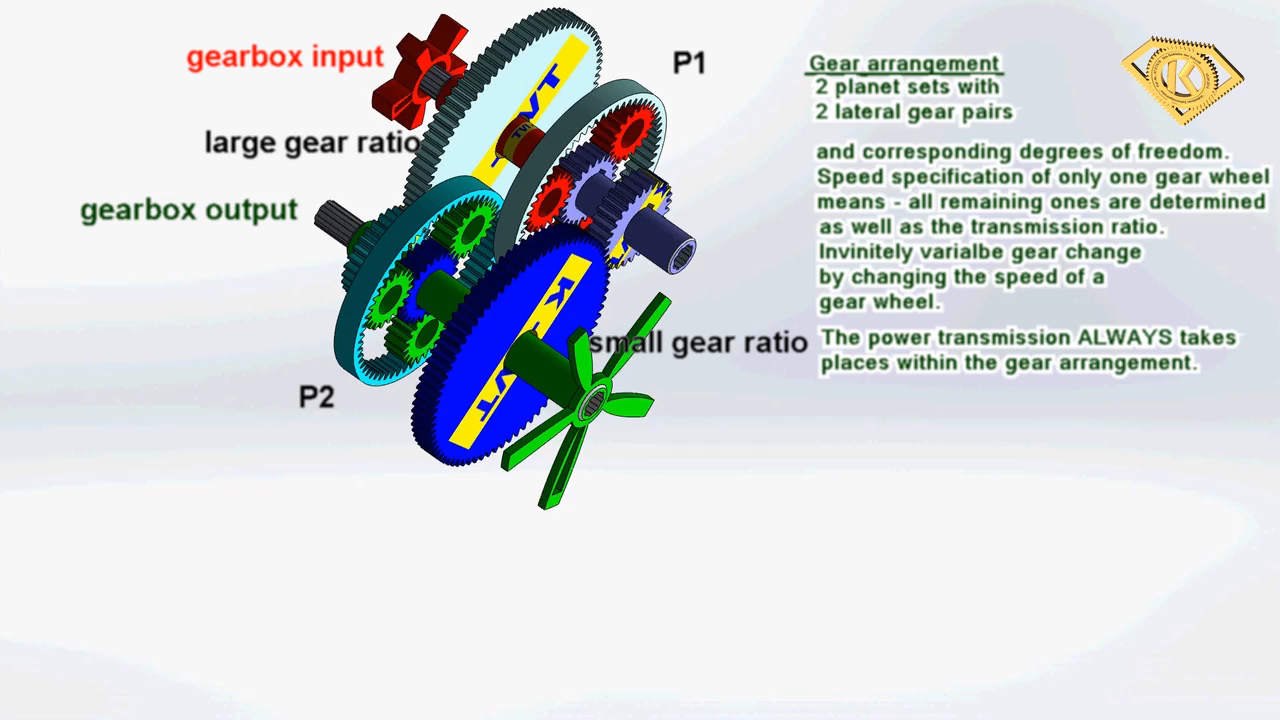 gearbox input
P1
large gear ratio
gearbox output
small gear ratio
P2
Gear arrangement
2 planet sets with
2 lateral gear pairs
and corresponding degrees of freedom.
Speed specification of only one gear wheel
means - all remaining ones are determined
as well as the transmission ratio.
Invinitely varialbe gear change
by changing the speed of a
gear wheel.
The power transmission ALWAYS takes
places within the gear arrangement.
K